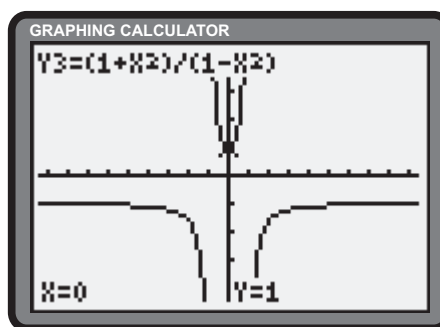 GRAPHING CALCULATOR
Y3=(1+X2)/(1-X2)
X=0 Y=1